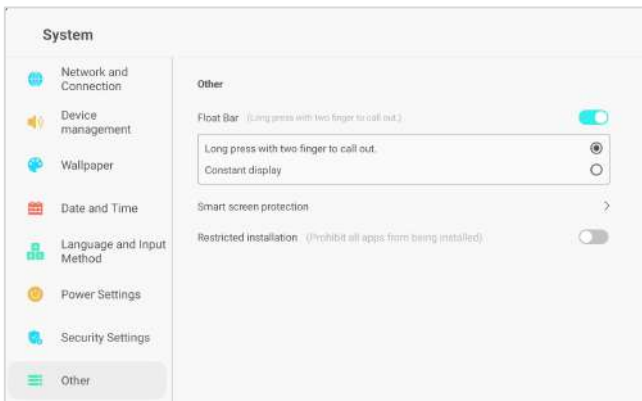 System
Network and
Connection
Device
management
Wallpaper
Date and Time
Language and Input
Method
Power Settings
Security Settings
Other
Other
Float Bar (Long press with two finger to call out.)
Long press with two finger to call out.
Constant display
Smart screen protection
Restricted installation (Prohibit all apps from being installed)